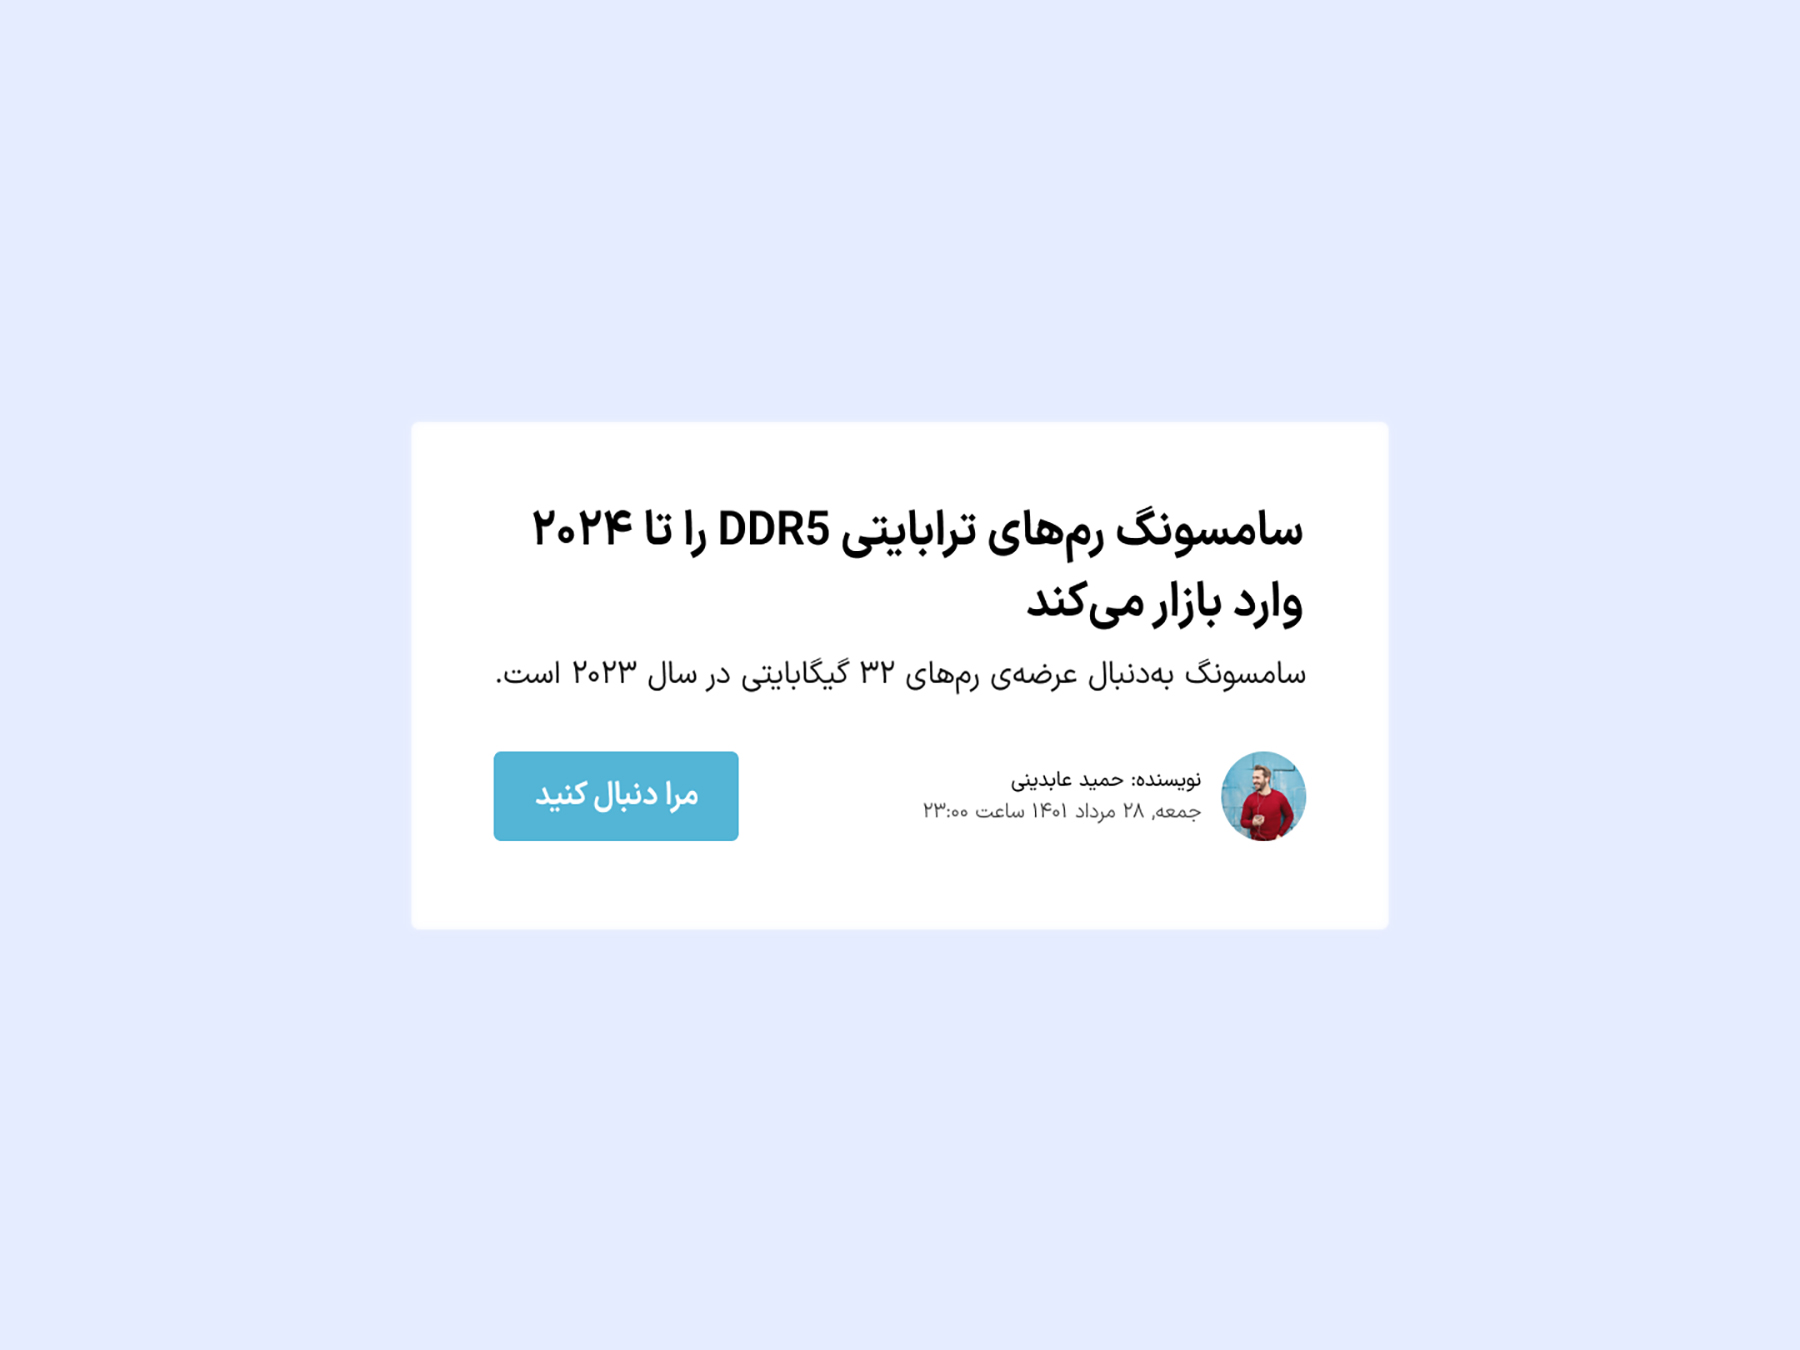 سامسونگ رم‌های ترابایتی DDR5 را تا ۲۰۲۴
وارد بازار می‌کند
سامسونگ به‌دنبال عرضه‌ی رم‌های ۳۲ گیگابایتی در سال ۲۰۲۳ است.
نویسنده: حمید عابدینی
جمعه, ۲۸ مرداد ۱۴۰۱ ساعت ۲۳:۰۰
مرا دنبال کنید